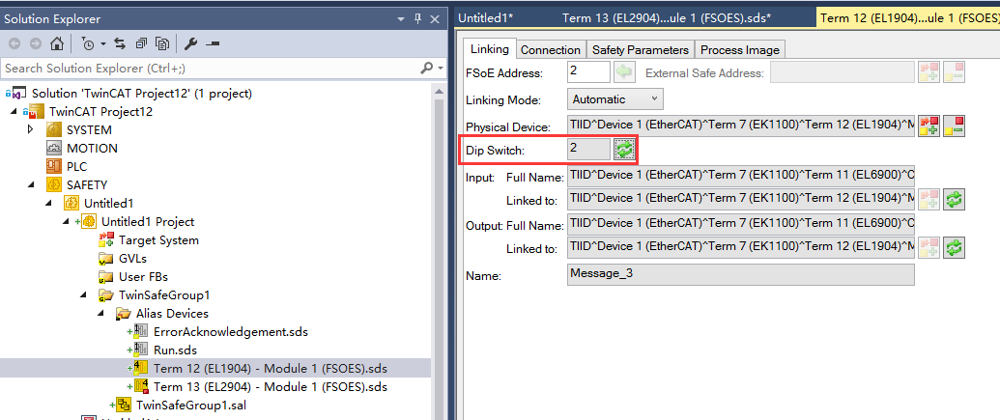 Solution Explorer
Search Solution Explorer (Ctrl+;)
Solution 'TwinCAT Project12' (1 project)
TwinCAT Project12
SYSTEM
MOTION
PLC
SAFETY
Untitled1
Untitled1 Project
Target System
GVLs
User FBs
TwinSafeGroup1
Alias Devices
ErrorAcknowledgement.sds
Run.sds
Term 12 (EL1904) - Module 1 (FSOES).sds
Term 13 (EL2904) - Module 1 (FSOES).sds
TwinSafeGroup1.sal
Untitled1* Term 13 (EL2904)...ule 1 (FSOES).sds* Term 12 (EL1904)...ule 1 (FSOES)
Linking Connection Safety Parameters Process Image
FSoE Address: 2 External Safe Address:
Linking Mode: Automatic
Physical Device: TIID^Device 1 (EtherCAT)^Term 7 (EK1100)^Term 12 (EL1904)^M
Dip Switch: 2
Input: Full Name: TIID^Device 1 (EtherCAT)^Term 7 (EK1100)^Term 11 (EL6900)^C
Linked to: TIID^Device 1 (EtherCAT)^Term 7 (EK1100)^Term 12 (EL1904)^M
Output: Full Name: TIID^Device 1 (EtherCAT)^Term 7 (EK1100)^Term 11 (EL6900)^C
Linked to: TIID^Device 1 (EtherCAT)^Term 7 (EK1100)^Term 12 (EL1904)^M
Name: Message_3